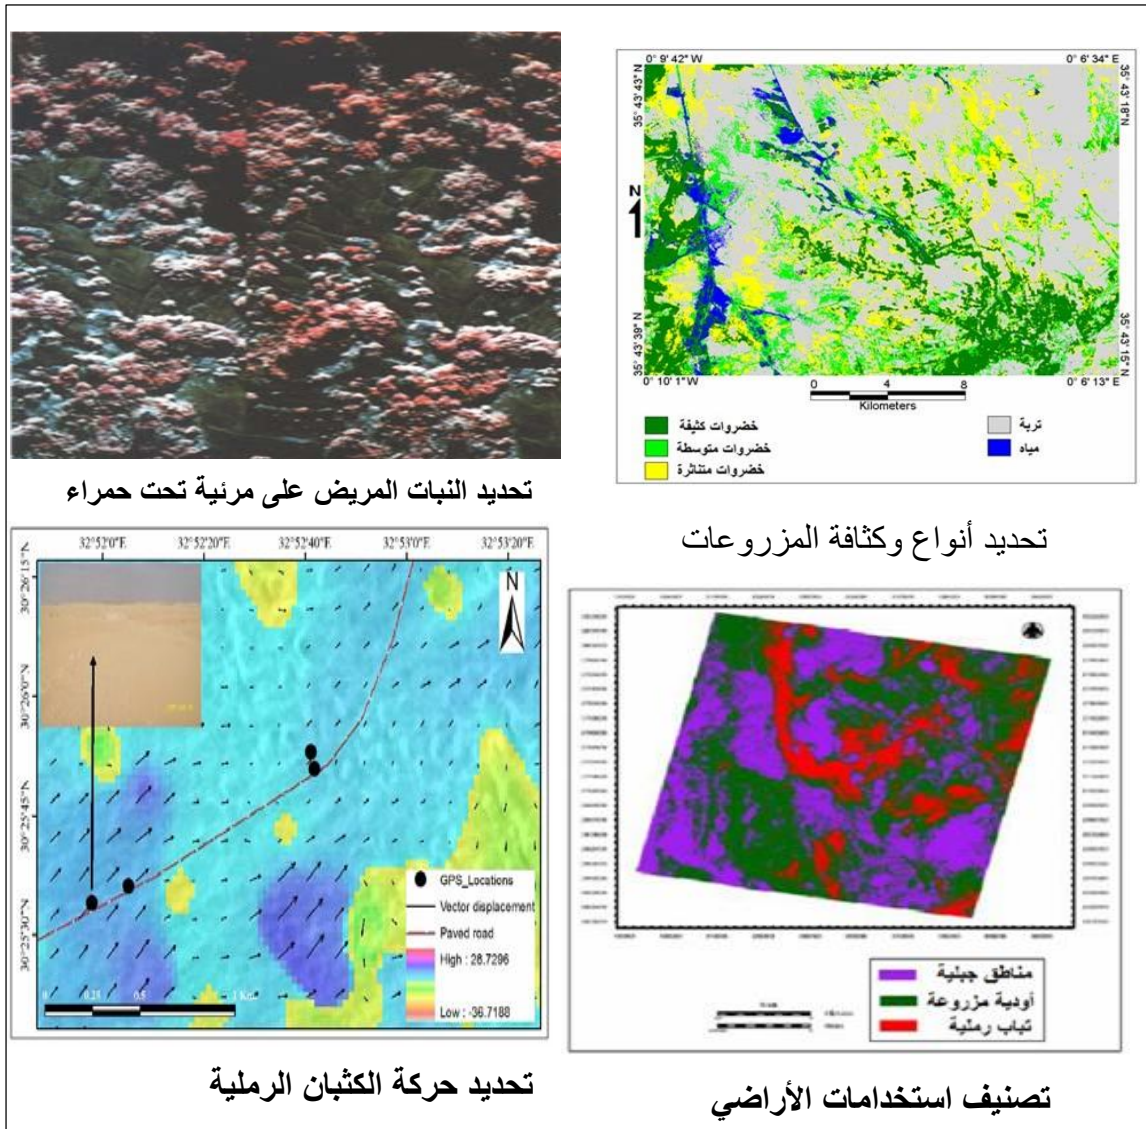 تحديد النبات المريض على مرئية تحت حمراء
0° 9' 42" W
0° 6' 34" E
35° 43' 43" N
35° 43' 18" N
N
35° 43' 39" N
35° 43' 15" N
0° 10' 1" W
0° 6' 13" E
0 4 8
Kilometers
خضروات كثيفة
خضروات متوسطة
خضروات متناثرة
تربة
مياه
تحديد أنواع وكثافة المزروعات
32°52'0"E 32°52'20"E 32°52'40"E 32°53'0"E 32°53'20"E
30°26'15"N
30°26'0"N
30°25'45"N
30°25'30"N
N
GPS_Locations
Vector displacement
Paved road
High : 28.7296
Low : -36.7188
0 0.25 0.5 1 Km
تحديد حركة الكثبان الرملية
مناطق جبلية
أودية مزروعة
تباب رملية
تصنيف استخدامات الأراضي